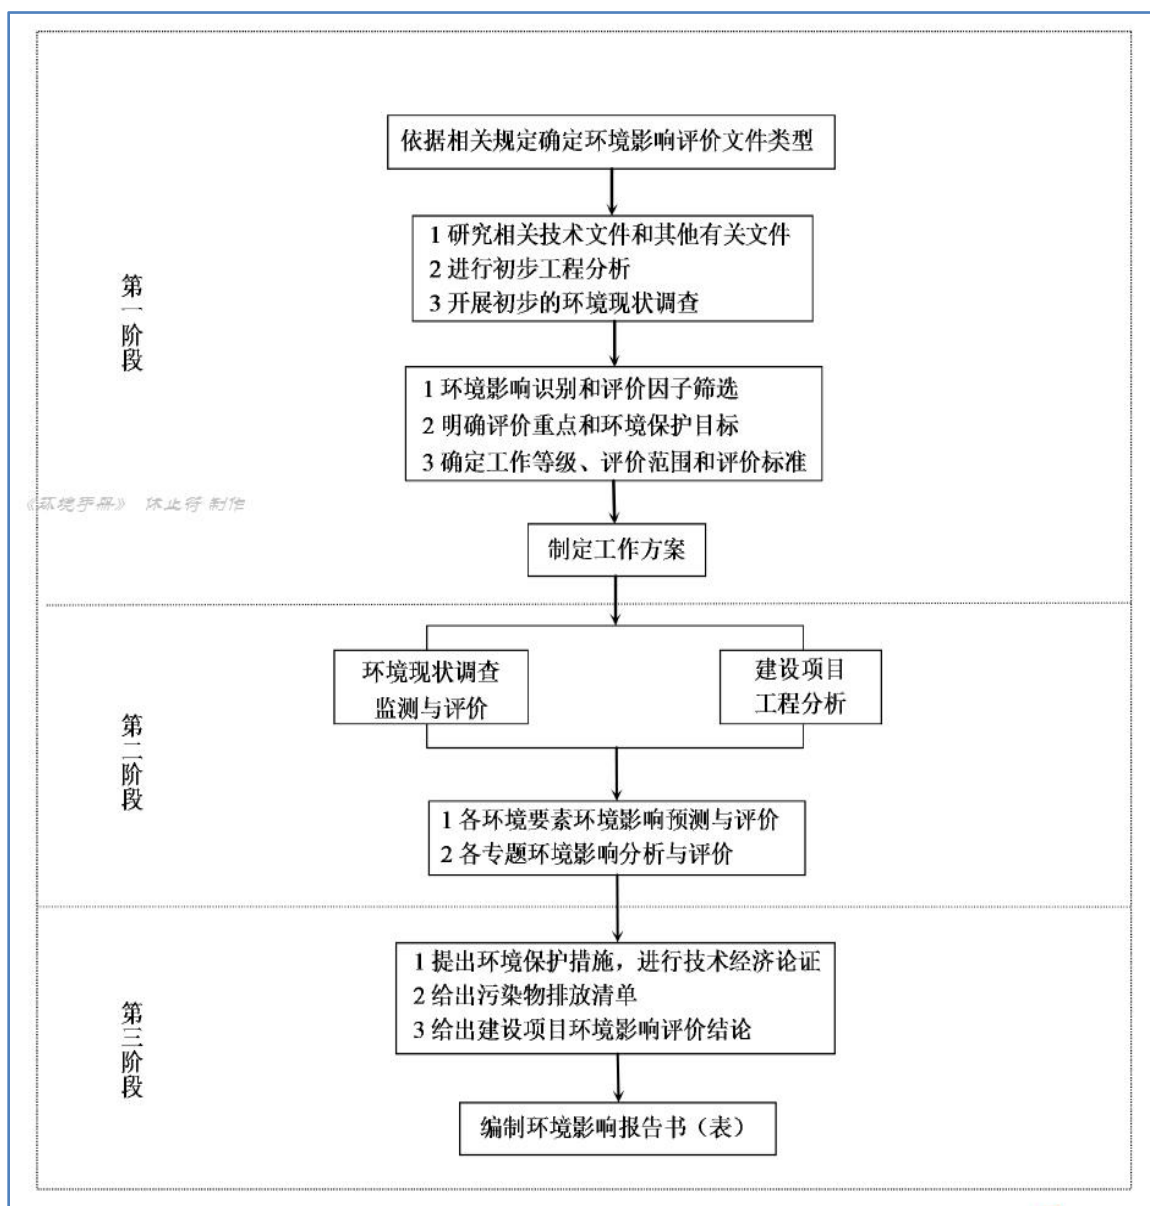 依据相关规定确定环境影响评价文件类型
1 研究相关技术文件和其他有关文件
2 进行初步工程分析
3 开展初步的环境现状调查
第一阶段
1 环境影响识别和评价因子筛选
2 明确评价重点和环境保护目标
3 确定工作等级、评价范围和评价标准
《环境手册》 休止符 制作
制定工作方案
环境现状调查
监测与评价
建设项目
工程分析
第二阶段
1 各环境要素环境影响预测与评价
2 各专题环境影响分析与评价
1 提出环境保护措施，进行技术经济论证
2 给出污染物排放清单
3 给出建设项目环境影响评价结论
第三阶段
编制环境影响报告书（表）